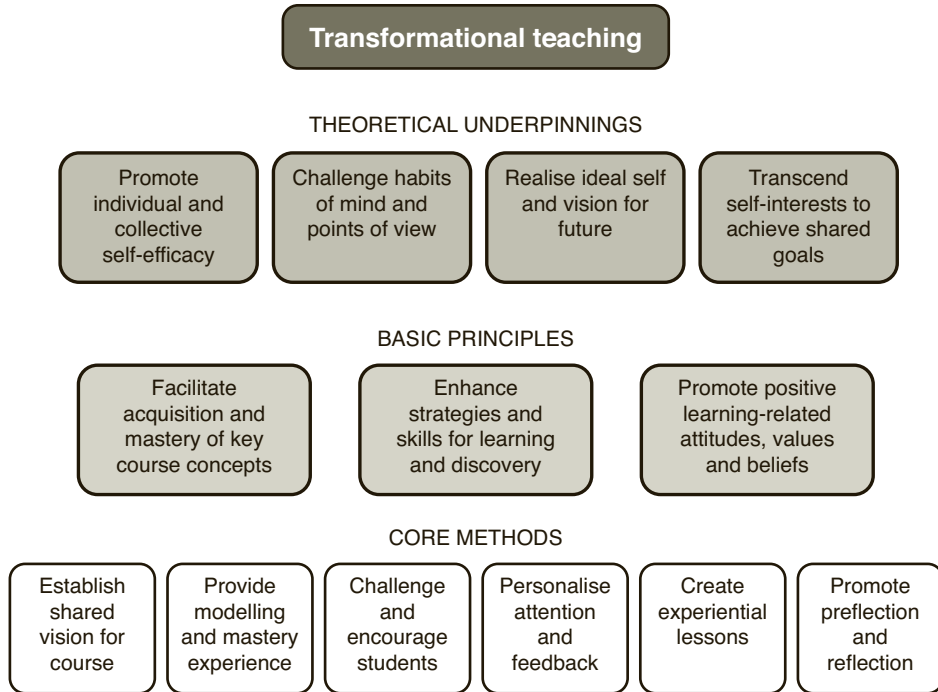 Transformational teaching
THEORETICAL UNDERPINNINGS
Promote
individual and
collective
self-efficacy
Challenge habits
of mind and
points of view
Realise ideal self
and vision for
future
Transcend
self-interests to
achieve shared
goals
BASIC PRINCIPLES
Facilitate
acquisition and
mastery of key
course concepts
Enhance
strategies and
skills for learning
and discovery
Promote positive
learning-related
attitudes, values
and beliefs
CORE METHODS
Establish
shared
vision for
course
Provide
modelling
and mastery
experience
Challenge
and
encourage
students
Personalise
attention
and
feedback
Create
experiential
lessons
Promote
preflection
and
reflection